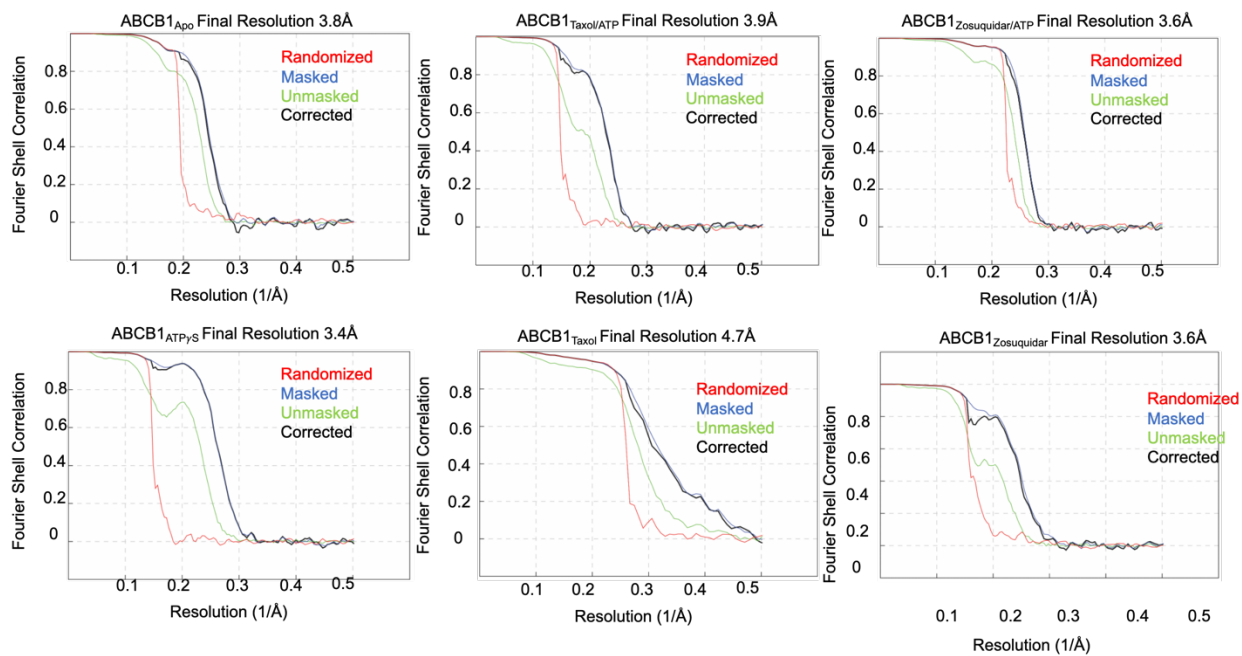 ABCB1Apo Final Resolution 3.8Å
Fourier Shell Correlation
0.8
0.6
0.4
0.2
0
Randomized
Masked
Unmasked
Corrected
0.1 0.2 0.3 0.4 0.5
Resolution (1/Å)
ABCB1Taxol/ATP Final Resolution 3.9Å
Fourier Shell Correlation
0.8
0.6
0.4
0.2
0
Randomized
Masked
Unmasked
Corrected
0.1 0.2 0.3 0.4 0.5
Resolution (1/Å)
ABCB1Zosuquidar/ATP Final Resolution 3.6Å
Fourier Shell Correlation
0.8
0.6
0.4
0.2
0
Randomized
Masked
Unmasked
Corrected
0.1 0.2 0.3 0.4 0.5
Resolution (1/Å)
ABCB1ATPγS Final Resolution 3.4Å
Fourier Shell Correlation
0.8
0.6
0.4
0.2
0
Randomized
Masked
Unmasked
Corrected
0.1 0.2 0.3 0.4 0.5
Resolution (1/Å)
ABCB1Taxol Final Resolution 4.7Å
Fourier Shell Correlation
0.8
0.6
0.4
0.2
0
Randomized
Masked
Unmasked
Corrected
0.1 0.2 0.3 0.4 0.5
Resolution (1/Å)
ABCB1Zosuquidar Final Resolution 3.6Å
Fourier Shell Correlation
0.8
0.6
0.4
0.2
0
Randomized
Masked
Unmasked
Corrected
0.1 0.2 0.3 0.4 0.5
Resolution (1/Å)